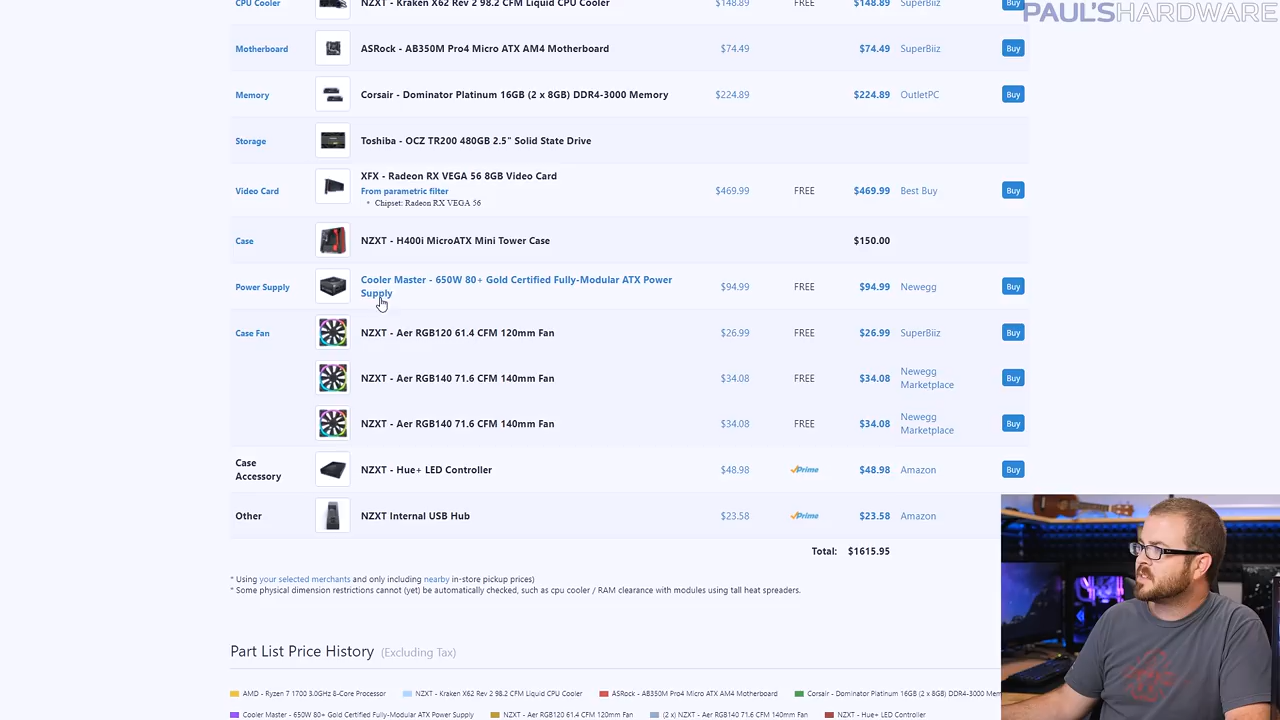 PAUL'SHARDWARE
CPU Cooler NZXT - Kraken X62 Rev 2 98.2 CFM Liquid CPU Cooler $148.89 FREE $148.89 SuperBiiz Buy
Motherboard ASRock - AB350M Pro4 Micro ATX AM4 Motherboard $74.49 $74.49 SuperBiiz Buy
Memory Corsair - Dominator Platinum 16GB (2 x 8GB) DDR4-3000 Memory $224.89 $224.89 OutletPC Buy
Storage Toshiba - OCZ TR200 480GB 2.5" Solid State Drive
XFX - Radeon RX VEGA 56 8GB Video Card
Video Card From parametric filter $469.99 FREE $469.99 Best Buy Buy
* Chipset: Radeon RX VEGA 56
Case NZXT - H400i MicroATX Mini Tower Case $150.00
Cooler Master - 650W 80+ Gold Certified Fully-Modular ATX Power
Power Supply Supply $94.99 FREE $94.99 Newegg Buy
Case Fan NZXT - Aer RGB120 61.4 CFM 120mm Fan $26.99 FREE $26.99 SuperBiiz Buy
NZXT - Aer RGB140 71.6 CFM 140mm Fan $34.08 FREE $34.08 Newegg Buy
Marketplace
NZXT - Aer RGB140 71.6 CFM 140mm Fan $34.08 FREE $34.08 Newegg Buy
Marketplace
Case NZXT - Hue+ LED Controller $48.98 Prime $48.98 Amazon Buy
Accessory
Other NZXT Internal USB Hub $23.58 Prime $23.58 Amazon Buy
Total: $1615.95
* Using your selected merchants and only including nearby in-store pickup prices)
* Some physical dimension restrictions cannot (yet) be automatically checked, such as cpu cooler / RAM clearance with modules using tall heat spreaders.
Part List Price History (Excluding Tax)
AMD - Ryzen 7 1700 3.0GHz 8-Core Processor NZXT - Kraken X62 Rev 2 98.2 CFM Liquid CPU Cooler ASRock - AB350M Pro4 Micro ATX AM4 Motherboard Corsair - Dominator Platinum 16GB (2 x 8GB) DDR4-3000 Mem
Cooler Master - 650W 80+ Gold Certified Fully-Modular ATX Power Supply NZXT - Aer RGB120 61.4 CFM 120mm Fan (2 x) NZXT - Aer RGB140 71.6 CFM 140mm Fan NZXT - Hue+ LED Controller